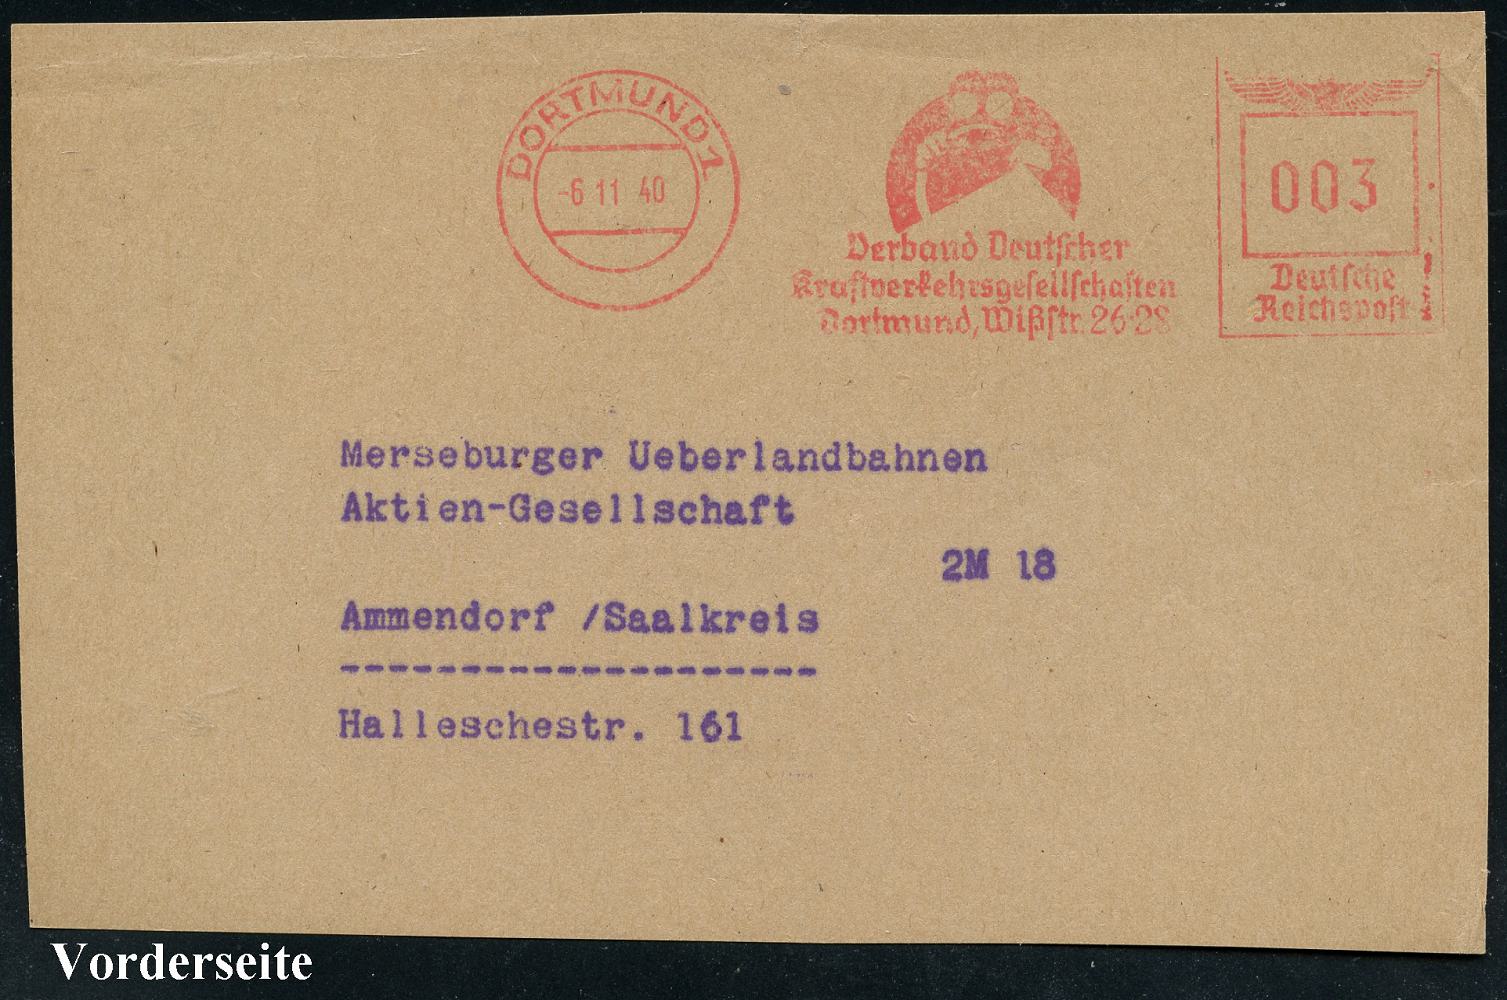 DORTMUND 1
-6 11 40
Verband Deutscher
Kraftverkehrsgesellschaften
Dortmund, Wißstr. 26-28
003
Deutsche
Reichspost
Merseburger Ueberlandbahnen
Aktien-Gesellschaft
2M 18
Ammendorf /Saalkreis
--------------------
Halleschestr. 161
Vorderseite